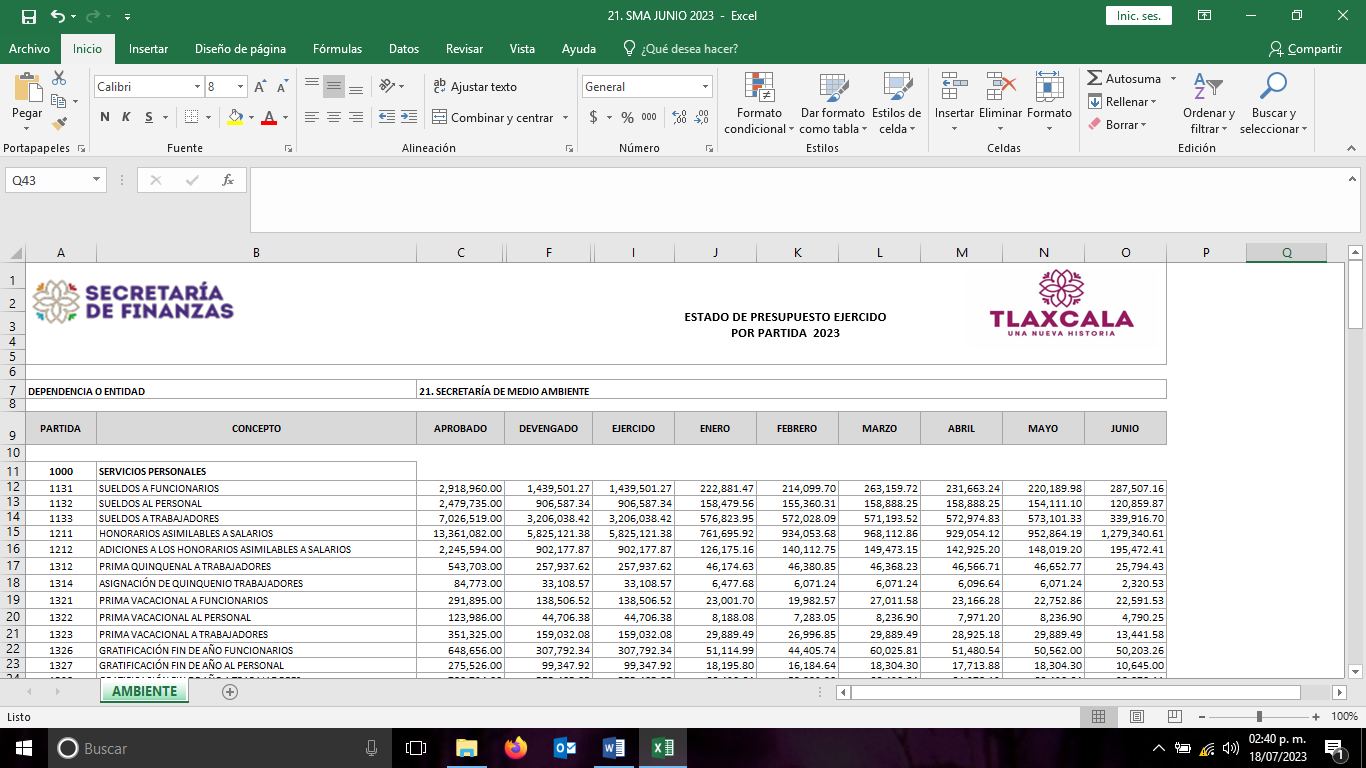 21. SMA JUNIO 2023 - Excel
Inic. ses.
Archivo Inicio Insertar Diseño de página Fórmulas Datos Revisar Vista Ayuda ¿Qué desea hacer? Compartir
Pegar
Calibri 8
N K S
Ajustar texto
Combinar y centrar
General
$ % 000
Formato condicional
Dar formato como tabla
Estilos de celda
Insertar Eliminar Formato
Autosuma
Rellenar
Borrar
Ordenar y filtrar
Buscar y seleccionar
Portapapeles Fuente Alineación Número Estilos Celdas Edición
Q43 fx
A B C F I J K L M N O P Q
SECRETARÍA DE FINANZAS
ESTADO DE PRESUPUESTO EJERCIDO
POR PARTIDA 2023
TLAXCALA
UNA NUEVA HISTORIA
1
2
3
4
5
6
7 DEPENDENCIA O ENTIDAD 21. SECRETARÍA DE MEDIO AMBIENTE
8
9 PARTIDA CONCEPTO APROBADO DEVENGADO EJERCIDO ENERO FEBRERO MARZO ABRIL MAYO JUNIO
10
11 1000 SERVICIOS PERSONALES
12 1131 SUELDOS A FUNCIONARIOS 2,918,960.00 1,439,501.27 1,439,501.27 222,881.47 214,099.70 263,159.72 231,663.24 220,189.98 287,507.16
13 1132 SUELDOS AL PERSONAL 2,479,735.00 906,587.34 906,587.34 158,479.56 155,360.31 158,888.25 158,888.25 154,111.10 120,859.87
14 1133 SUELDOS A TRABAJADORES 7,026,519.00 3,206,038.42 3,206,038.42 576,823.95 572,028.09 571,193.52 572,974.83 573,101.33 339,916.70
15 1211 HONORARIOS ASIMILABLES A SALARIOS 13,361,082.00 5,825,121.38 5,825,121.38 761,695.92 934,053.68 968,112.86 929,054.12 952,864.19 1,279,340.61
16 1212 ADICIONES A LOS HONORARIOS ASIMILABLES A SALARIOS 2,245,594.00 902,177.87 902,177.87 126,175.16 140,112.75 149,473.15 142,925.20 148,019.20 195,472.41
17 1312 PRIMA QUINQUENAL A TRABAJADORES 543,703.00 257,937.62 257,937.62 46,174.63 46,380.85 46,368.23 46,566.71 46,652.77 25,794.43
18 1314 ASIGNACIÓN DE QUINQUENIO TRABAJADORES 84,773.00 33,108.57 33,108.57 6,477.68 6,071.24 6,071.24 6,096.64 6,071.24 2,320.53
19 1321 PRIMA VACACIONAL A FUNCIONARIOS 291,895.00 138,506.52 138,506.52 23,001.70 19,982.57 27,011.58 23,166.28 22,752.86 22,591.53
20 1322 PRIMA VACACIONAL AL PERSONAL 123,986.00 44,706.38 44,706.38 8,188.08 7,283.05 8,236.90 7,971.20 8,236.90 4,790.25
21 1323 PRIMA VACACIONAL A TRABAJADORES 351,325.00 159,032.08 159,032.08 29,889.49 26,996.85 29,889.49 28,925.18 29,889.49 13,441.58
22 1326 GRATIFICACIÓN FIN DE AÑO FUNCIONARIOS 648,656.00 307,792.34 307,792.34 51,114.99 44,405.74 60,025.81 51,480.54 50,562.00 50,203.26
23 1327 GRATIFICACIÓN FIN DE AÑO AL PERSONAL 275,526.00 99,347.92 99,347.92 18,195.80 16,184.64 18,304.30 17,713.88 18,304.30 10,645.00
AMBIENTE
Listo 100%
Buscar
02:40 p. m.
18/07/2023
1